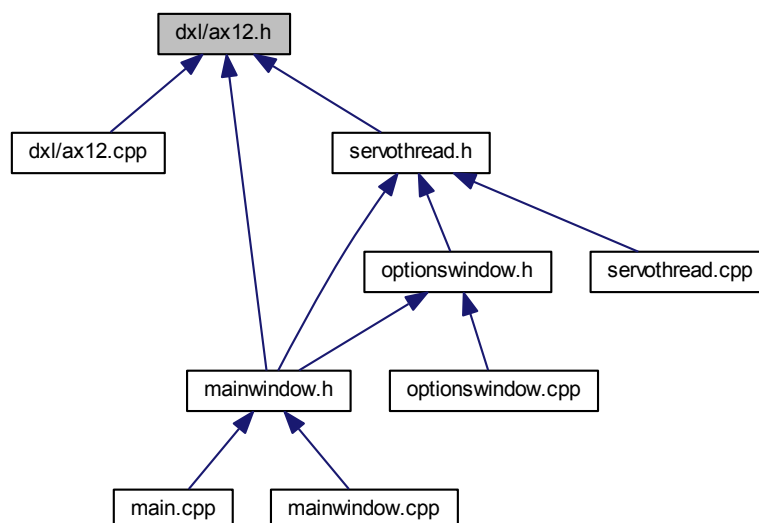 dxl/ax12.h
dxl/ax12.cpp
servothread.h
optionswindow.h
servothread.cpp
mainwindow.h
optionswindow.cpp
main.cpp
mainwindow.cpp